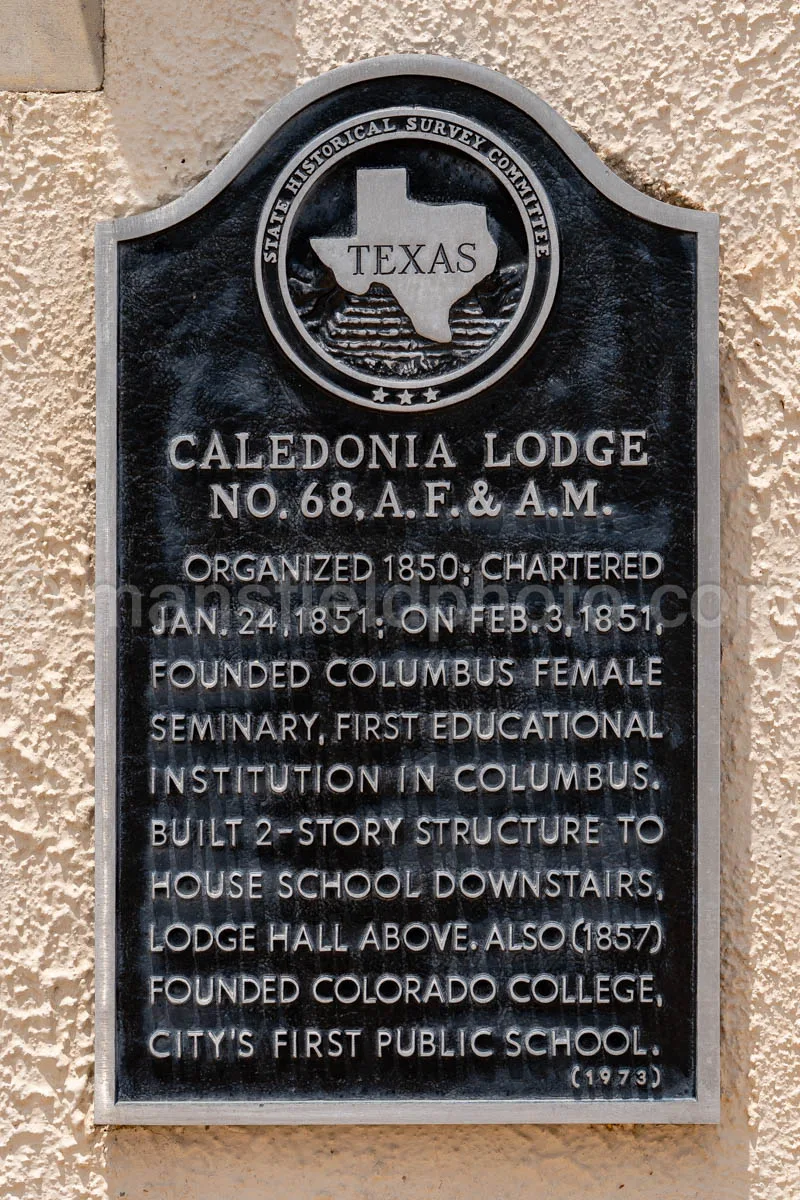 STATE HISTORICAL SURVEY COMMITTEE
TEXAS
CALEDONIA LODGE
NO. 68, A.F. & A.M.
ORGANIZED 1850; CHARTERED
JAN. 24, 1851; ON FEB. 3, 1851,
FOUNDED COLUMBUS FEMALE
SEMINARY, FIRST EDUCATIONAL
INSTITUTION IN COLUMBUS.
BUILT 2-STORY STRUCTURE TO
HOUSE SCHOOL DOWNSTAIRS,
LODGE HALL ABOVE. ALSO (1857)
FOUNDED COLORADO COLLEGE,
CITY'S FIRST PUBLIC SCHOOL.
(1973)
© mansfieldphoto.com